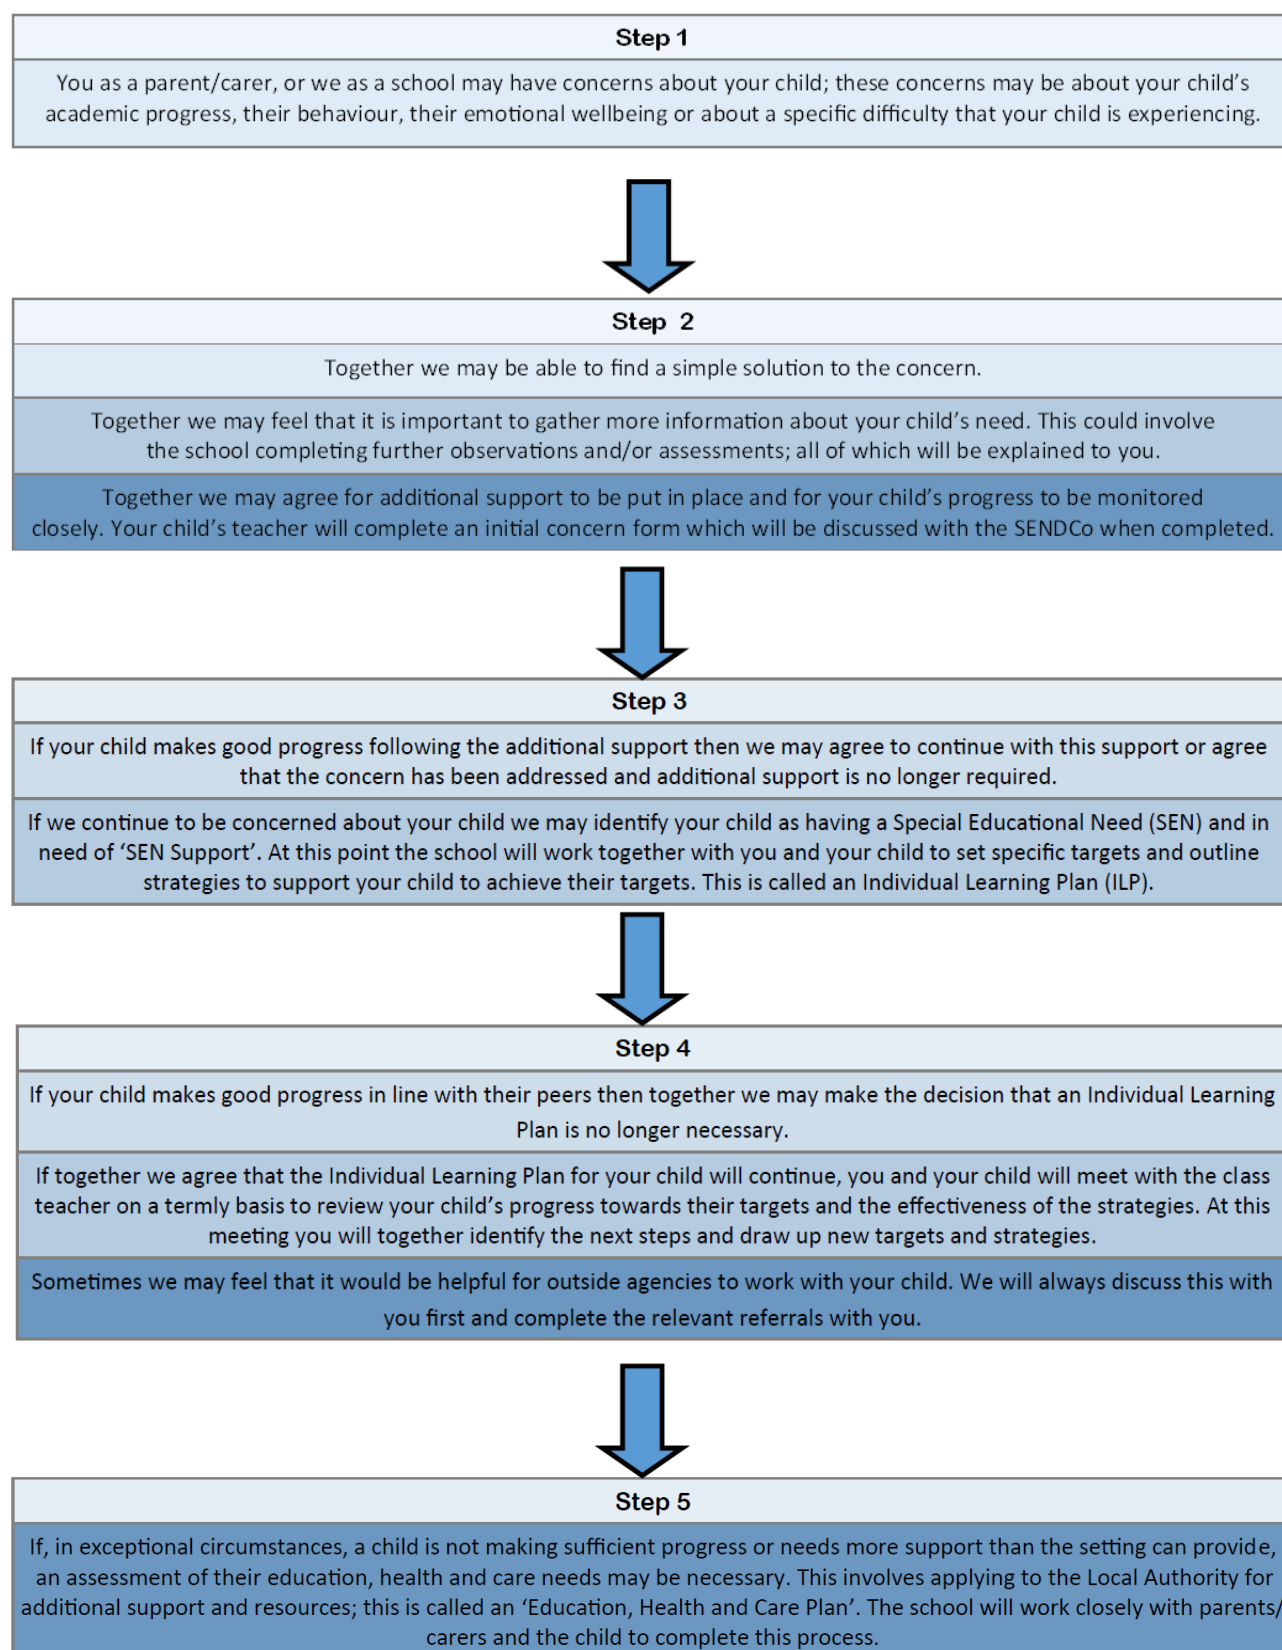 Step 1
You as a parent/carer, or we as a school may have concerns about your child; these concerns may be about your child’s
academic progress, their behaviour, their emotional wellbeing or about a specific difficulty that your child is experiencing.
Step 2
Together we may be able to find a simple solution to the concern.
Together we may feel that it is important to gather more information about your child’s need. This could involve
the school completing further observations and/or assessments; all of which will be explained to you.
Together we may agree for additional support to be put in place and for your child’s progress to be monitored
closely. Your child’s teacher will complete an initial concern form which will be discussed with the SENDCo when completed.
Step 3
If your child makes good progress following the additional support then we may agree to continue with this support or agree
that the concern has been addressed and additional support is no longer required.
If we continue to be concerned about your child we may identify your child as having a Special Educational Need (SEN) and in
need of ‘SEN Support’. At this point the school will work together with you and your child to set specific targets and outline
strategies to support your child to achieve their targets. This is called an Individual Learning Plan (ILP).
Step 4
If your child makes good progress in line with their peers then together we may make the decision that an Individual Learning
Plan is no longer necessary.
If together we agree that the Individual Learning Plan for your child will continue, you and your child will meet with the class
teacher on a termly basis to review your child’s progress towards their targets and the effectiveness of the strategies. At this
meeting you will together identify the next steps and draw up new targets and strategies.
Sometimes we may feel that it would be helpful for outside agencies to work with your child. We will always discuss this with
you first and complete the relevant referrals with you.
Step 5
If, in exceptional circumstances, a child is not making sufficient progress or needs more support than the setting can provide,
an assessment of their education, health and care needs may be necessary. This involves applying to the Local Authority for
additional support and resources; this is called an ‘Education, Health and Care Plan’. The school will work closely with parents/
carers and the child to complete this process.